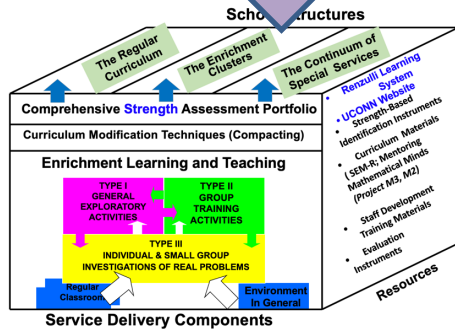 School Structures
The Regular
Curriculum
The Enrichment
Clusters
The Continuum of
Special Services
Comprehensive Strength Assessment Portfolio
Curriculum Modification Techniques (Compacting)
Enrichment Learning and Teaching
TYPE I
GENERAL
EXPLORATORY
ACTIVITIES
TYPE II
GROUP
TRAINING
ACTIVITIES
TYPE III
INDIVIDUAL & SMALL GROUP
INVESTIGATIONS OF REAL PROBLEMS
Regular
Classroom
Environment
In General
Service Delivery Components
• Renzulli Learning
System
• UCONN Website
• Strength-Based
Identification Instruments
• Curriculum Materials
( SEM-R; Mentoring
Mathematical Minds
(Project M3, M2)
• Staff Development
Training Materials
• Evaluation
Instruments
Resources